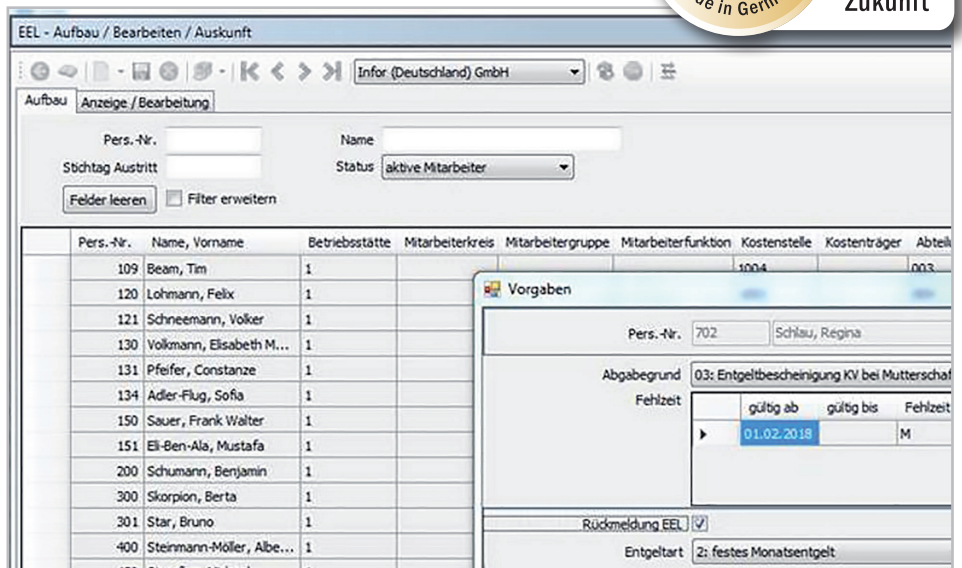 de in Germ
Zukunft
EEL - Aufbau / Bearbeiten / Auskunft
Infor (Deutschland) GmbH
Aufbau Anzeige / Bearbeitung
Pers.-Nr. Name
Stichtag Austritt Status aktive Mitarbeiter
Felder leeren Filter erweitern
Pers.-Nr. Name, Vorname Betriebsstätte Mitarbeiterkreis Mitarbeitergruppe Mitarbeiterfunktion Kostenstelle Kostenträger Abteil
109 Beam, Tim 1 1004 003
120 Lohmann, Felix 1
121 Schneemann, Volker 1
130 Volkmann, Elisabeth M... 1
131 Pfeifer, Constanze 1
134 Adler-Flug, Sofia 1
150 Sauer, Frank Walter 1
151 Eli-Ben-Ala, Mustafa 1
200 Schumann, Benjamin 1
300 Skorpion, Berta 1
301 Star, Bruno 1
400 Steinmann-Möller, Albe... 1
Vorgaben
Pers.-Nr. 702 Schlau, Regina
Abgabegrund 03: Entgeltbescheinigung KV bei Mutterschaf
Fehlzeit
gültig ab gültig bis Fehlzeit
01.02.2018 M
Rückmeldung EEL
Entgeltart 2: festes Monatsentgelt